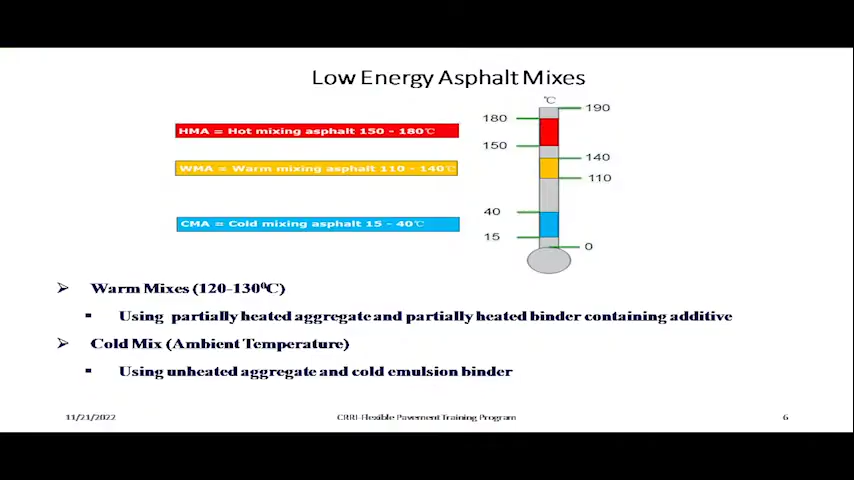 Low Energy Asphalt Mixes
℃
190
180
HMA = Hot mixing asphalt 150 - 180℃
150
140
WMA = Warm mixing asphalt 110 - 140℃
110
40
CMA = Cold mixing asphalt 15 - 40℃
15
0
➢ Warm Mixes (120-130⁰C)
▪ Using partially heated aggregate and partially heated binder containing additive
➢ Cold Mix (Ambient Temperature)
▪ Using unheated aggregate and cold emulsion binder
11/21/2022 CRRI-Flexible Pavement Training Program 6